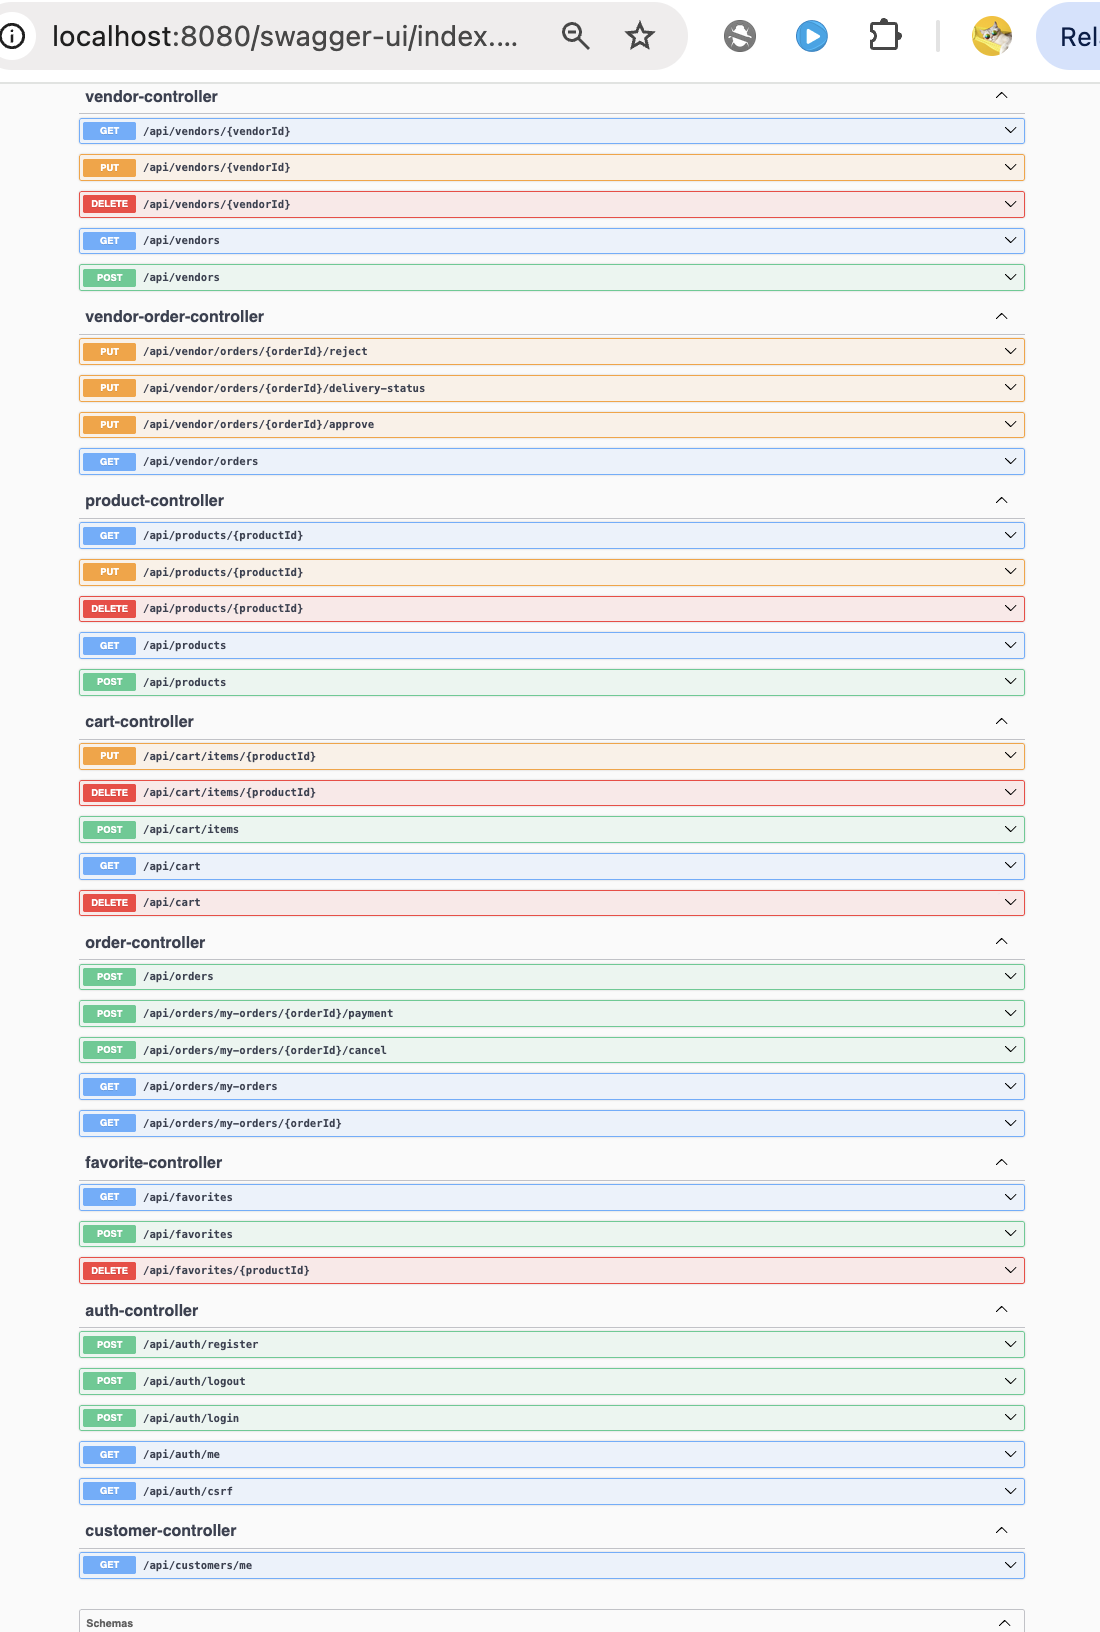 localhost:8080/swagger-ui/index....
Rel
vendor-controller
GET /api/vendors/{vendorId}
PUT /api/vendors/{vendorId}
DELETE /api/vendors/{vendorId}
GET /api/vendors
POST /api/vendors
vendor-order-controller
PUT /api/vendor/orders/{orderId}/reject
PUT /api/vendor/orders/{orderId}/delivery-status
PUT /api/vendor/orders/{orderId}/approve
GET /api/vendor/orders
product-controller
GET /api/products/{productId}
PUT /api/products/{productId}
DELETE /api/products/{productId}
GET /api/products
POST /api/products
cart-controller
PUT /api/cart/items/{productId}
DELETE /api/cart/items/{productId}
POST /api/cart/items
GET /api/cart
DELETE /api/cart
order-controller
POST /api/orders
POST /api/orders/my-orders/{orderId}/payment
POST /api/orders/my-orders/{orderId}/cancel
GET /api/orders/my-orders
GET /api/orders/my-orders/{orderId}
favorite-controller
GET /api/favorites
POST /api/favorites
DELETE /api/favorites/{productId}
auth-controller
POST /api/auth/register
POST /api/auth/logout
POST /api/auth/login
GET /api/auth/me
GET /api/auth/csrf
customer-controller
GET /api/customers/me
Schemas